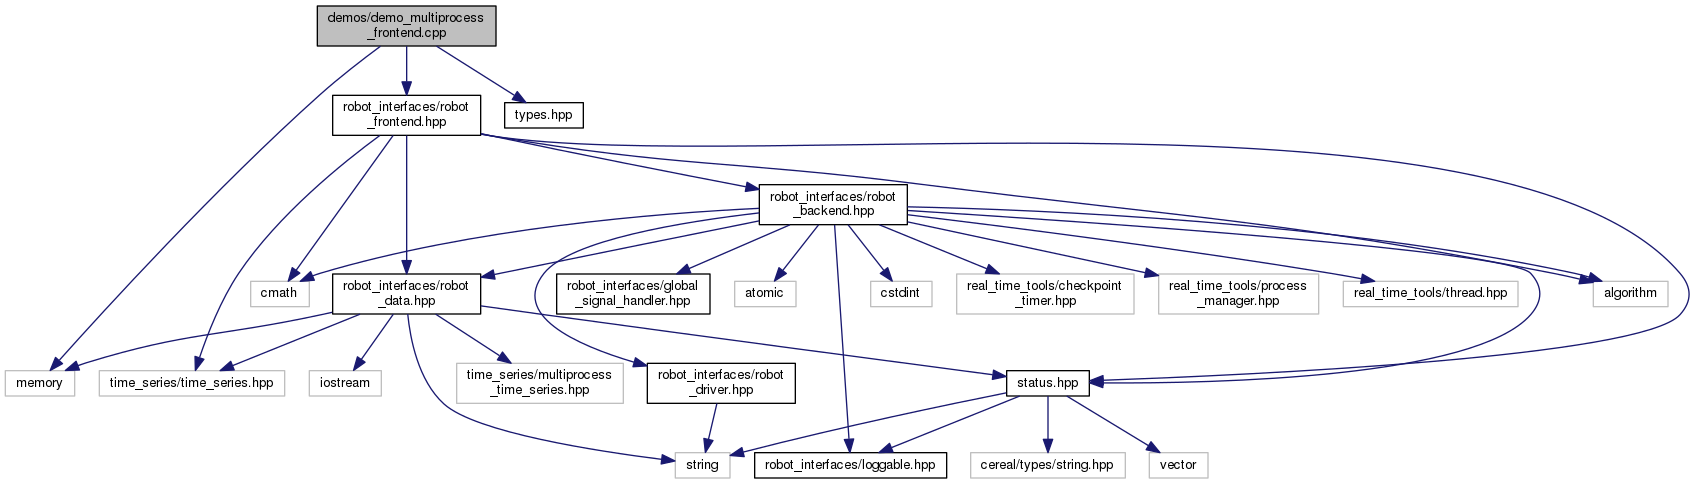 demos/demo_multiprocess
_frontend.cpp
robot_interfaces/robot
_frontend.hpp
types.hpp
robot_interfaces/robot
_backend.hpp
cmath
robot_interfaces/robot
_data.hpp
robot_interfaces/global
_signal_handler.hpp
atomic
cstdint
real_time_tools/checkpoint
_timer.hpp
real_time_tools/process
_manager.hpp
real_time_tools/thread.hpp
algorithm
memory
time_series/time_series.hpp
iostream
time_series/multiprocess
_time_series.hpp
robot_interfaces/robot
_driver.hpp
status.hpp
string
robot_interfaces/loggable.hpp
cereal/types/string.hpp
vector